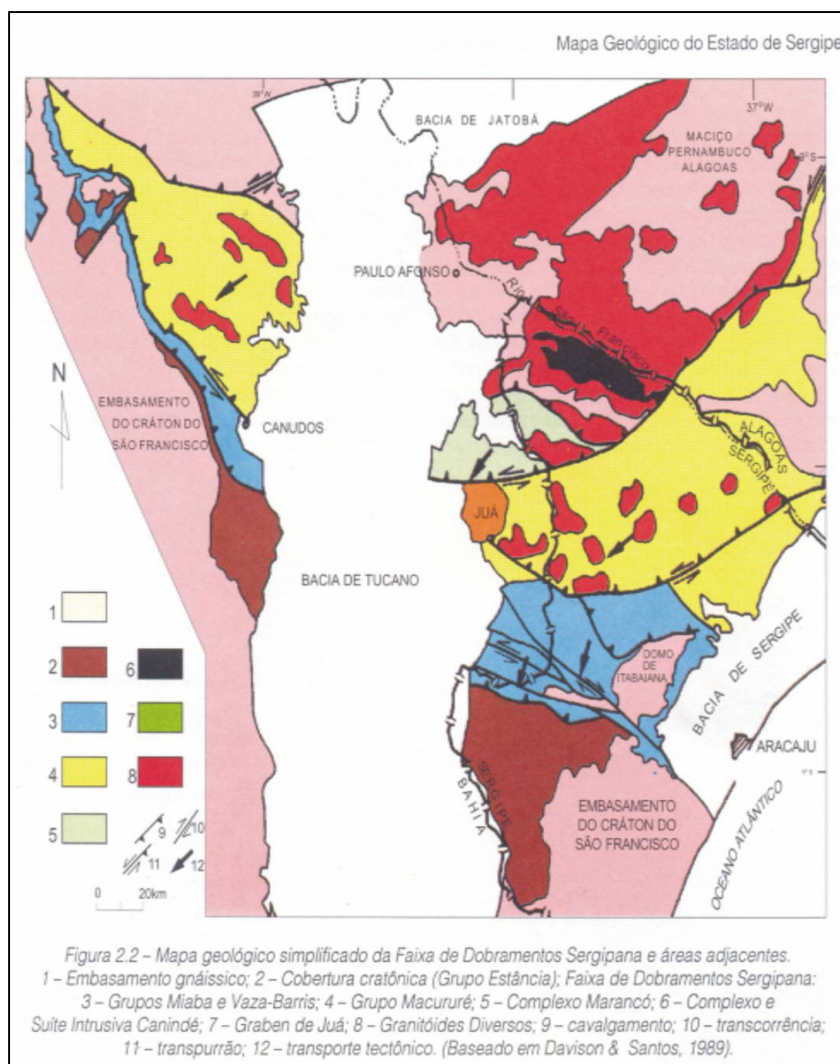 Mapa Geológico do Estado de Sergipe
38°W
37°W
BACIA DE JATOBÁ
MACIÇO
PERNAMBUCO
ALAGOAS
9°S
PAULO AFONSO
Rio São Francisco
N
EMBASAMENTO
DO CRÁTON DO
SÃO FRANCISCO
CANUDOS
ALAGOAS
SERGIPE
JUÁ
BACIA DE TUCANO
DOMO
DE
ITABAIANA
BACIA DE SERGIPE
ARACAJU
SERGIPE
BAHIA
EMBASAMENTO
DO CRÁTON DO
SÃO FRANCISCO
OCEANO ATLÂNTICO
1
2
6
3
7
4
8
5
9
10
11
12
0 20km
Figura 2.2 – Mapa geológico simplificado da Faixa de Dobramentos Sergipana e áreas adjacentes.
1 – Embasamento gnáissico; 2 – Cobertura cratônica (Grupo Estância); Faixa de Dobramentos Sergipana:
3 – Grupos Miaba e Vaza-Barris; 4 – Grupo Macururé; 5 – Complexo Marancó; 6 – Complexo e
Suíte Intrusiva Canindé; 7 – Graben de Juá; 8 – Granitóides Diversos; 9 – cavalgamento; 10 – transcorrência;
11 – transpurrão; 12 – transporte tectônico. (Baseado em Davison & Santos, 1989).